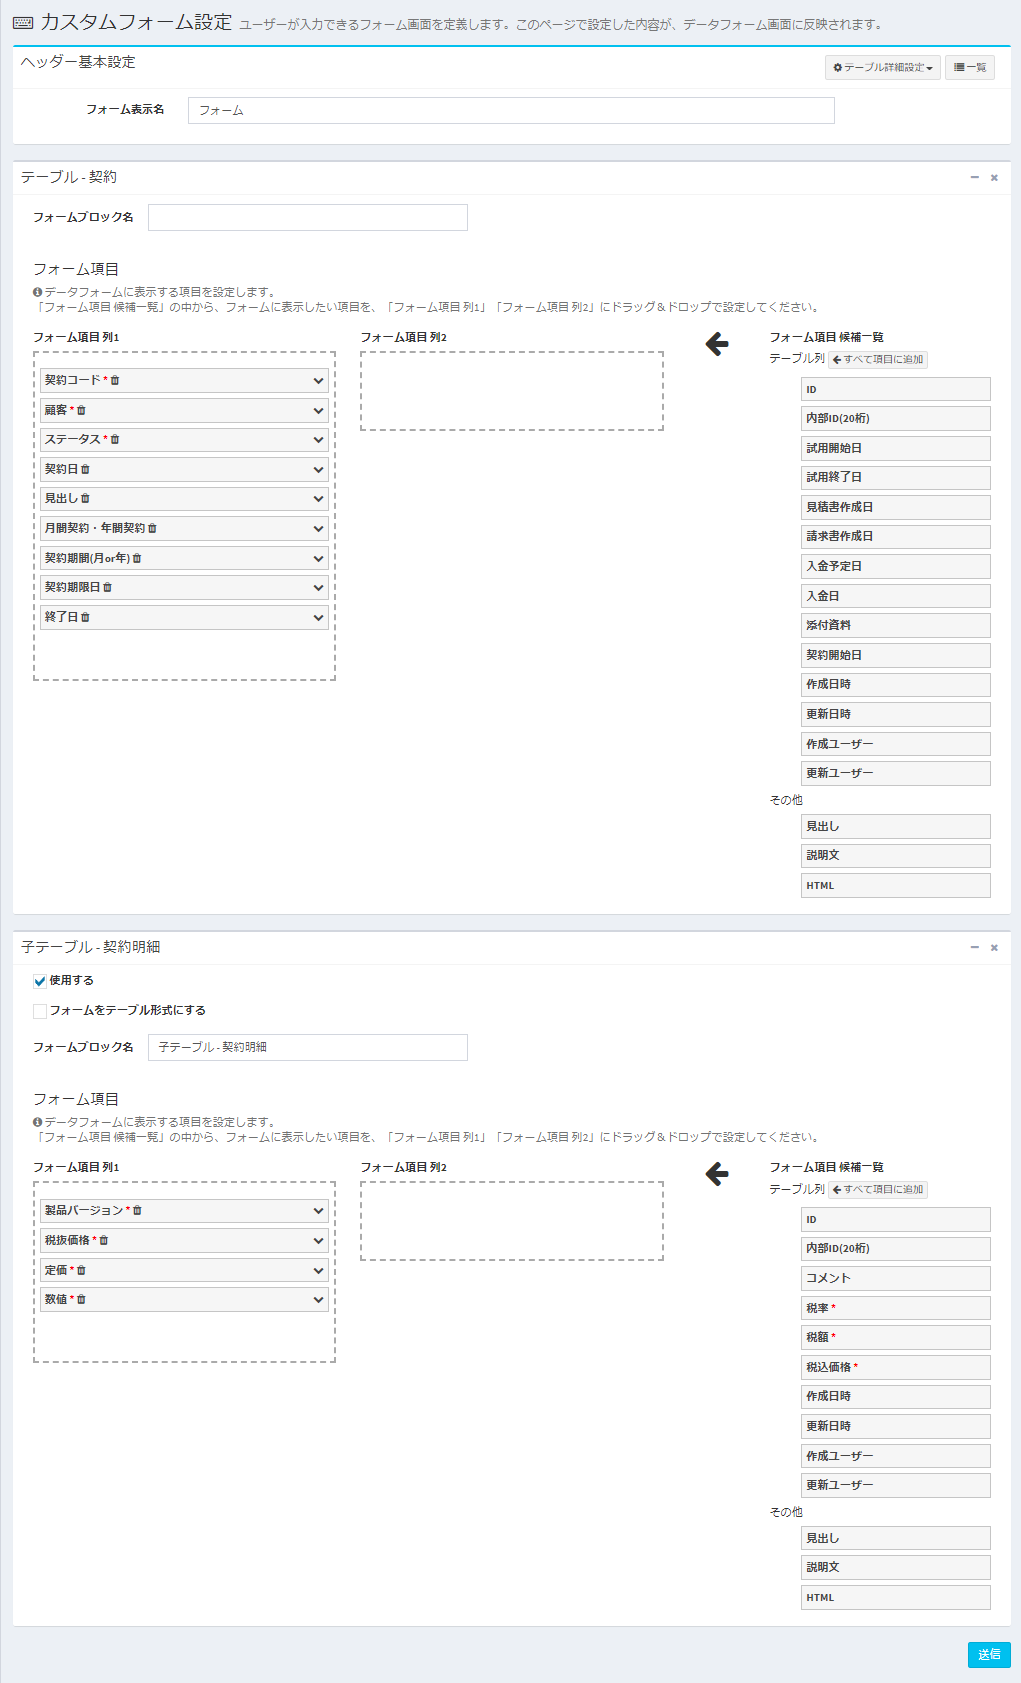 カスタムフォーム設定 ユーザーが入力できるフォーム画面を定義します。このページで設定した内容が、データフォーム画面に反映されます。
ヘッダー基本設定
テーブル詳細設定 一覧
フォーム表示名 フォーム
テーブル - 契約
フォームブロック名
フォーム項目
データフォームに表示する項目を設定します。
「フォーム項目 候補一覧」の中から、フォームに表示したい項目を、「フォーム項目 列1」「フォーム項目 列2」にドラッグ＆ドロップで設定してください。
フォーム項目 列1
契約コード *
顧客 *
ステータス *
契約日
見出し
月間契約・年間契約
契約期間(月or年)
契約期限日
終了日
フォーム項目 列2
フォーム項目 候補一覧
テーブル列 すべて項目に追加
ID
内部ID(20桁)
試用開始日
試用終了日
見積書作成日
請求書作成日
入金予定日
入金日
添付資料
契約開始日
作成日時
更新日時
作成ユーザー
更新ユーザー
その他
見出し
説明文
HTML
子テーブル - 契約明細
使用する
フォームをテーブル形式にする
フォームブロック名 子テーブル - 契約明細
フォーム項目
データフォームに表示する項目を設定します。
「フォーム項目 候補一覧」の中から、フォームに表示したい項目を、「フォーム項目 列1」「フォーム項目 列2」にドラッグ＆ドロップで設定してください。
フォーム項目 列1
製品バージョン *
税抜価格 *
定価 *
数値 *
フォーム項目 列2
フォーム項目 候補一覧
テーブル列 すべて項目に追加
ID
内部ID(20桁)
コメント
税率 *
税額 *
税込価格 *
作成日時
更新日時
作成ユーザー
更新ユーザー
その他
見出し
説明文
HTML
送信